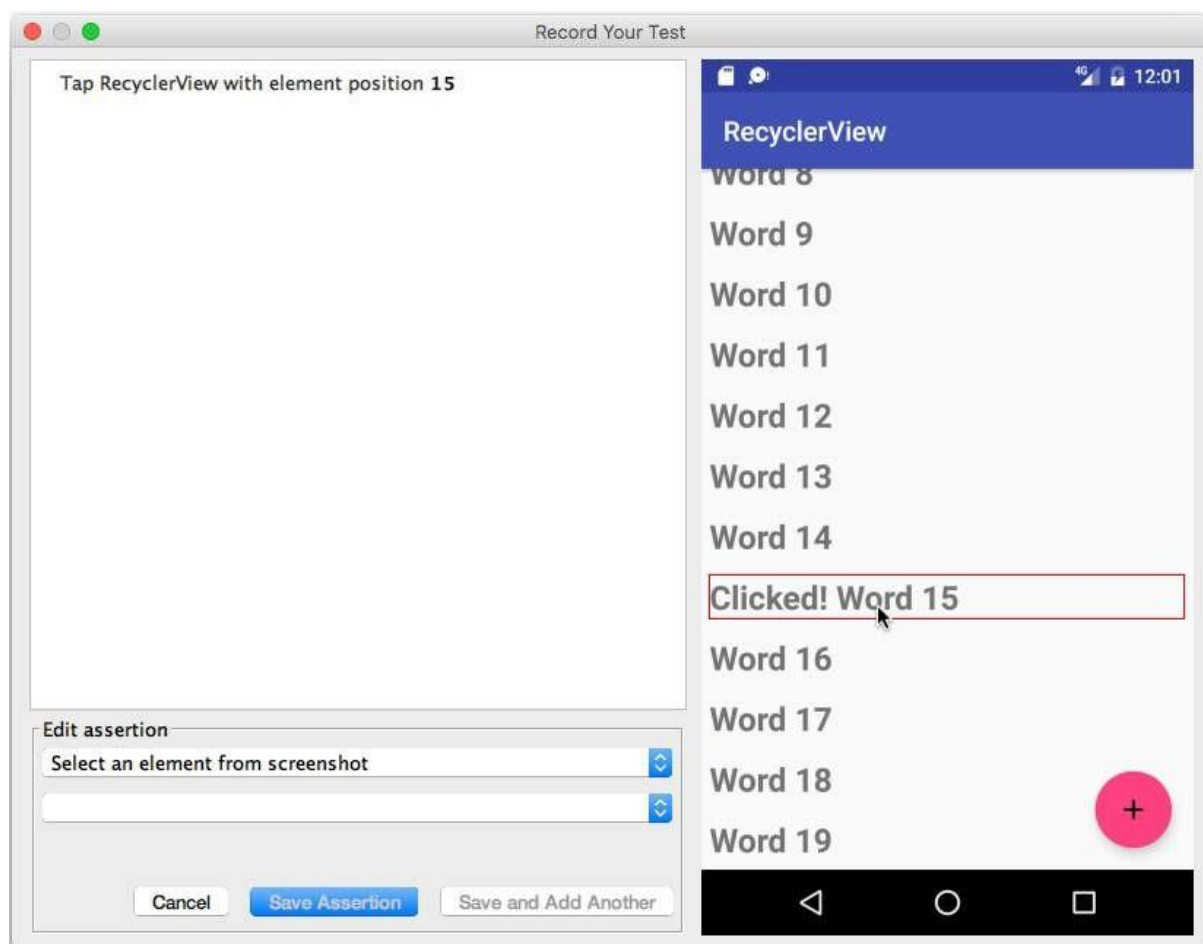 Record Your Test
Tap RecyclerView with element position 15
Edit assertion
Select an element from screenshot
Cancel
Save Assertion
Save and Add Another
4G
12:01
RecyclerView
Word 8
Word 9
Word 10
Word 11
Word 12
Word 13
Word 14
Clicked! Word 15
Word 16
Word 17
Word 18
Word 19
+